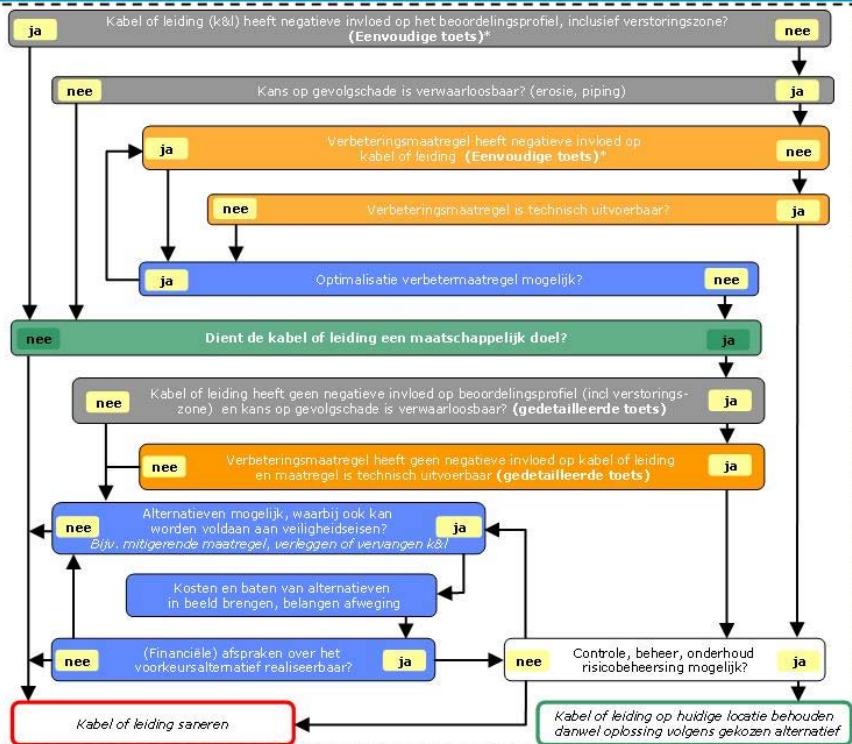 Kabel of leiding (k&l) heeft negatieve invloed op het beoordelingsprofiel, inclusief verstoringszone?
ja
(Eenvoudige toets)*
nee
nee
Kans op gevolgschade is verwaarloosbaar? (erosie, piping)
ja
Verbeteringsmaatregel heeft negatieve invloed op
ja
kabel of leiding (Eenvoudige toets)*
nee
nee
Verbeteringsmaatregel is technisch uitvoerbaar?
ja
ja
Optimalisatie verbetermaatregel mogelijk?
nee
nee
Dient de kabel of leiding een maatschappelijk doel?
ja
Kabel of leiding heeft geen negatieve invloed op beoordelingsprofiel (incl verstorings-
nee
zone) en kans op gevolgschade is verwaarloosbaar? (gedetailleerde toets)
ja
Verbeteringsmaatregel heeft geen negatieve invloed op kabel of leiding
nee
en maatregel is technisch uitvoerbaar (gedetailleerde toets)
ja
Alternatieven mogelijk, waarbij ook kan
nee
worden voldaan aan veiligheidseisen?
ja
Bijv. mitigerende maatregel, verleggen of vervangen k&l
Kosten en baten van alternatieven
in beeld brengen, belangen afweging
nee
(Financiële) afspraken over het
voorkeursalternatief realiseerbaar?
ja
nee
Controle, beheer, onderhoud
risicobeheersing mogelijk?
ja
Kabel of leiding saneren
Kabel of leiding op huidige locatie behouden
danwel oplossing volgens gekozen alternatief